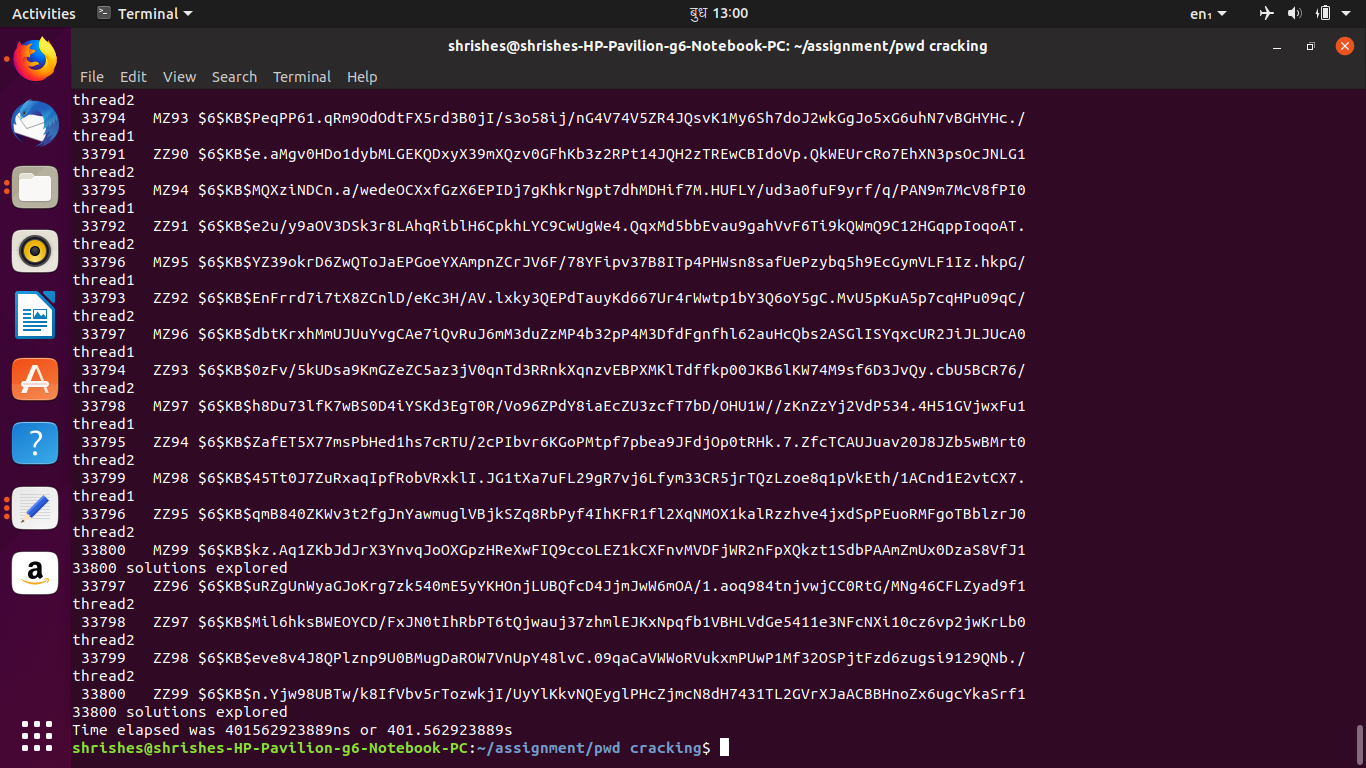 Activities Terminal बुध 13:00 en₁
shrishes@shrishes-HP-Pavilion-g6-Notebook-PC: ~/assignment/pwd cracking
File Edit View Search Terminal Help
thread2
33794 MZ93 $6$KB$PeqPP61.qRm9OdOdtFX5rd3B0jI/s3o58ij/nG4V74V5ZR4JQsvK1My6Sh7doJ2wkGgJo5xG6uhN7vBGHYHc./
thread1
33791 ZZ90 $6$KB$e.aMgv0HDo1dybMLGEKQDxyX39mXQzv0GFhKb3z2RPt14JQH2zTREwCBIdoVp.QkWEUrcRo7EhXN3psOcJNLG1
thread2
33795 MZ94 $6$KB$MQXziNDCn.a/wedeOCXxfGzX6EPIDj7gKhkrNgpt7dhMDHif7M.HUFLY/ud3a0fuF9yrf/q/PAN9m7McV8fPI0
thread1
33792 ZZ91 $6$KB$e2u/y9aOV3DSk3r8LAhqRiblH6CpkhLYC9CwUgWe4.QqxMd5bbEvau9gahVvF6Ti9kQWmQ9C12HGqppIoqoAT.
thread2
33796 MZ95 $6$KB$YZ39okrD6ZwQToJaEPGoeYXAmpnZCrJV6F/78YFipv37B8ITp4PHWsn8safUePzybq5h9EcGymVLF1Iz.hkpG/
thread1
33793 ZZ92 $6$KB$EnFrrd7i7tX8ZCnlD/eKc3H/AV.lxky3QEPdTauyKd667Ur4rWwtp1bY3Q6oY5gC.MvU5pKuA5p7cqHPu09qC/
thread2
33797 MZ96 $6$KB$dbtKrxhMmUJUuYvgCAe7iQvRuJ6mM3duZzMP4b32pP4M3DfdFgnfhl62auHcQbs2ASGlISYqxcUR2JiJLJUcA0
thread1
33794 ZZ93 $6$KB$0zFv/5kUDsa9KmGZeZC5az3jV0qnTd3RRnkXqnzvEBPXMKlTdffkp00JKB6lKW74M9sf6D3JvQy.cbU5BCR76/
thread2
33798 MZ97 $6$KB$h8Du73lfK7wBS0D4iYSKd3EgT0R/Vo96ZPdY8iaEcZU3zcfT7bD/OHU1W//zKnZzYj2VdP534.4H51GVjwxFu1
thread1
33795 ZZ94 $6$KB$ZafET5X77msPbHed1hs7cRTU/2cPIbvr6KGoPMtpf7pbea9JFdjOp0tRHk.7.ZfcTCAUJuav20J8JZb5wBMrt0
thread2
33799 MZ98 $6$KB$45Tt0J7ZuRxaqIpfRobVRxklI.JG1tXa7uFL29gR7vj6Lfym33CR5jrTQzLzoe8q1pVkEth/1ACnd1E2vtCX7.
thread1
33796 ZZ95 $6$KB$qmB840ZKWv3t2fgJnYawmuglVBjkSZq8RbPyf4IhKFR1fl2XqNMOX1kalRzzhve4jxdSpPEuoRMFgoTBblzrJ0
thread2
33800 MZ99 $6$KB$kz.Aq1ZKbJdJrX3YnvqJoOXGpzHReXwFIQ9ccoLEZ1kCXFnvMVDFjWR2nFpXQkzt1SdbPAAmZmUx0DzaS8VfJ1
33800 solutions explored
33797 ZZ96 $6$KB$uRZgUnWyaGJoKrg7zk540mE5yYKHOnjLUBQfcD4JjmJwW6mOA/1.aoq984tnjvwjCC0RtG/MNg46CFLZyad9f1
thread2
33798 ZZ97 $6$KB$Mil6hksBWEOYCD/FxJN0tIhRbPT6tQjwauj37zhmlEJKxNpqfb1VBHLVdGe5411e3NFcNXi10cz6vp2jwKrLb0
thread2
33799 ZZ98 $6$KB$eve8v4J8QPlznp9U0BMugDaROW7VnUpY48lvC.09qaCaVWWoRVukxmPUwP1Mf32OSPjtFzd6zugsi9129QNb./
thread2
33800 ZZ99 $6$KB$n.Yjw98UBTw/k8IfVbv5rTozwkjI/UyYlKkvNQEyglPHcZjmcN8dH7431TL2GVrXJaACBBHnoZx6ugcYkaSrf1
33800 solutions explored
Time elapsed was 401562923889ns or 401.562923889s
shrishes@shrishes-HP-Pavilion-g6-Notebook-PC:~/assignment/pwd cracking$